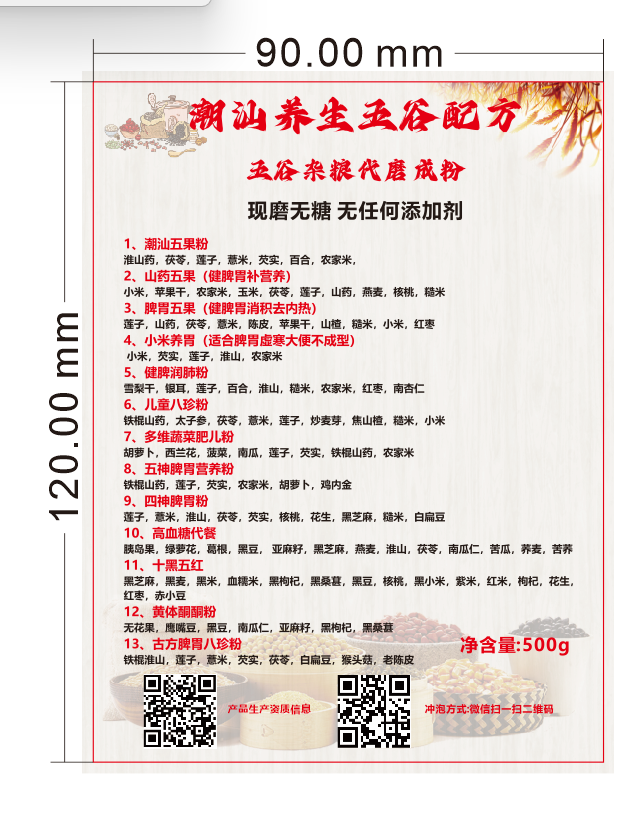 90.00 mm
120.00 mm
潮汕养生五谷配方
五谷杂粮代磨成粉
现磨无糖 无任何添加剂
1、潮汕五果粉
淮山药，茯苓，莲子，薏米，芡实，百合，农家米，
2、山药五果（健脾胃补营养）
小米，苹果干，农家米，玉米，茯苓，莲子，山药，燕麦，核桃，糙米
3、脾胃五果（健脾胃消积去内热）
莲子，山药，茯苓，薏米，陈皮，苹果干，山楂，糙米，小米，红枣
4、小米养胃（适合脾胃虚寒大便不成型）
小米，芡实，莲子，淮山，农家米
5、健脾润肺粉
雪梨干，银耳，莲子，百合，淮山，糙米，农家米，红枣，南杏仁
6、儿童八珍粉
铁棍山药，太子参，茯苓，薏米，莲子，炒麦芽，焦山楂，糙米，小米
7、多维蔬菜肥儿粉
胡萝卜，西兰花，菠菜，南瓜，莲子，芡实，铁棍山药，农家米
8、五神脾胃营养粉
铁棍山药，莲子，芡实，农家米，胡萝卜，鸡内金
9、四神脾胃粉
莲子，薏米，淮山，茯苓，芡实，核桃，花生，黑芝麻，糙米，白扁豆
10、高血糖代餐
胰岛果，绿萝花，葛根，黑豆， 亚麻籽，黑芝麻，燕麦，淮山，茯苓，南瓜仁，苦瓜，荞麦，苦荞
11、十黑五红
黑芝麻，黑麦，黑米，血糯米，黑枸杞，黑桑葚，黑豆，核桃，黑小米，紫米，红米，枸杞，花生，
红枣，赤小豆
12、黄体酮酮粉
无花果，鹰嘴豆，黑豆，南瓜仁，亚麻籽，黑枸杞，黑桑葚
13、古方脾胃八珍粉
铁棍淮山，莲子，薏米，芡实，茯苓，白扁豆，猴头菇，老陈皮
净含量:500g
产品生产资质信息
冲泡方式:微信扫一扫二维码